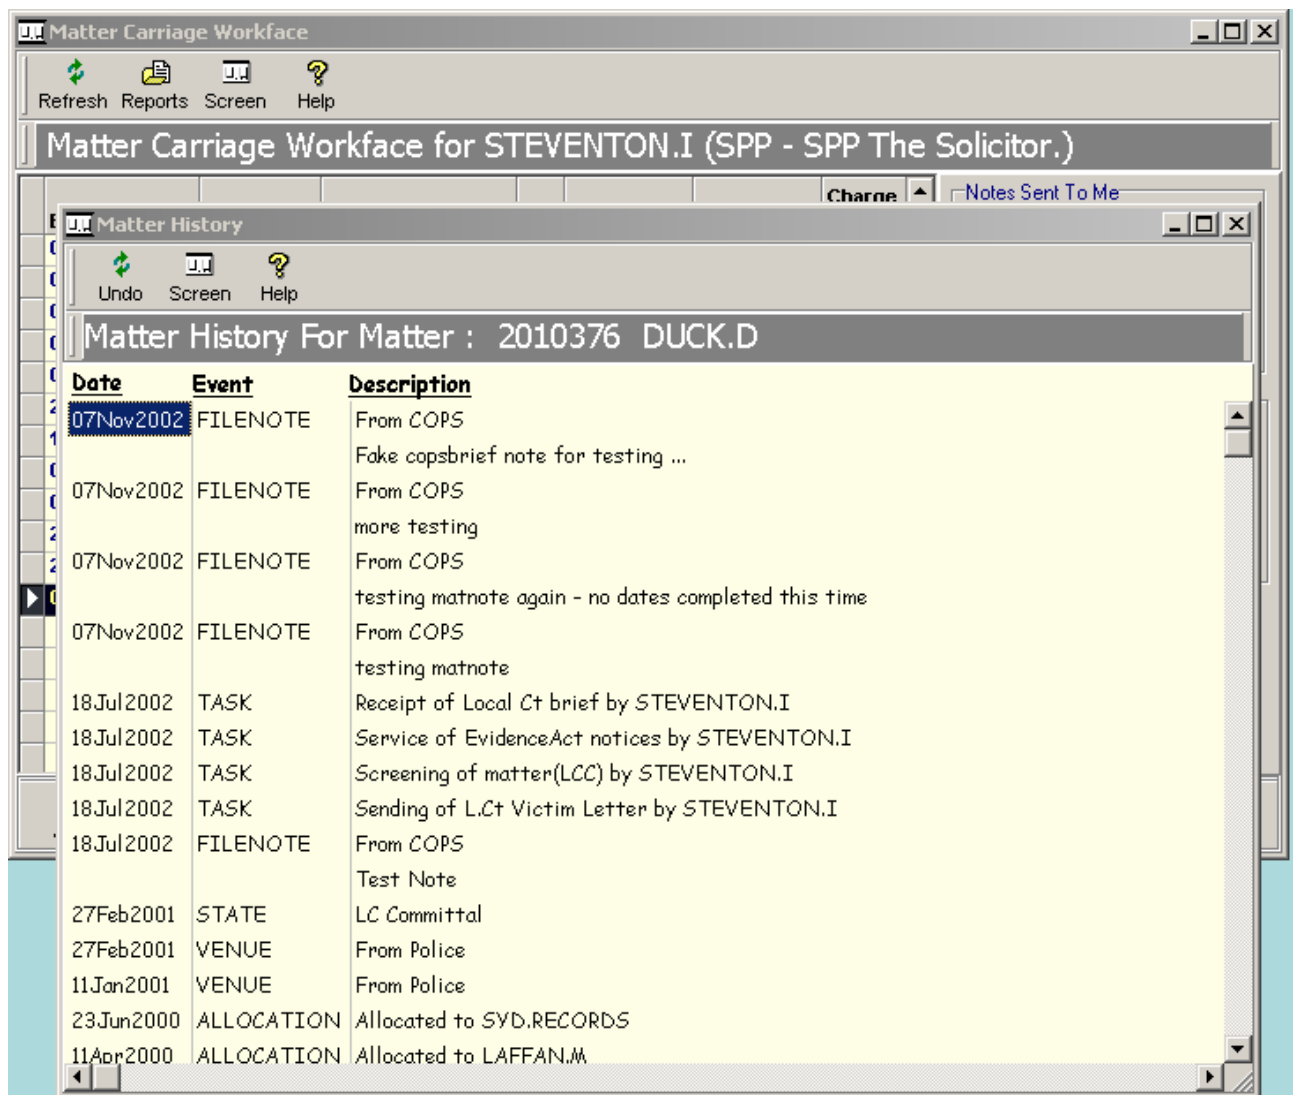 Matter Carriage Workface
Refresh Reports Screen Help
Matter Carriage Workface for STEVENTON.I (SPP - SPP The Solicitor.)
Charge
Notes Sent To Me
Matter History
Undo Screen Help
Matter History For Matter : 2010376 DUCK.D
Date Event Description
07Nov2002 FILENOTE From COPS
Fake copsbrief note for testing ...
07Nov2002 FILENOTE From COPS
more testing
07Nov2002 FILENOTE From COPS
testing matnote again - no dates completed this time
07Nov2002 FILENOTE From COPS
testing matnote
18Jul2002 TASK Receipt of Local Ct brief by STEVENTON.I
18Jul2002 TASK Service of EvidenceAct notices by STEVENTON.I
18Jul2002 TASK Screening of matter(LCC) by STEVENTON.I
18Jul2002 TASK Sending of L.Ct Victim Letter by STEVENTON.I
18Jul2002 FILENOTE From COPS
Test Note
27Feb2001 STATE LC Committal
27Feb2001 VENUE From Police
11Jan2001 VENUE From Police
23Jun2000 ALLOCATION Allocated to SYD.RECORDS
11Apr2000 ALLOCATION Allocated to LAFFAN.M